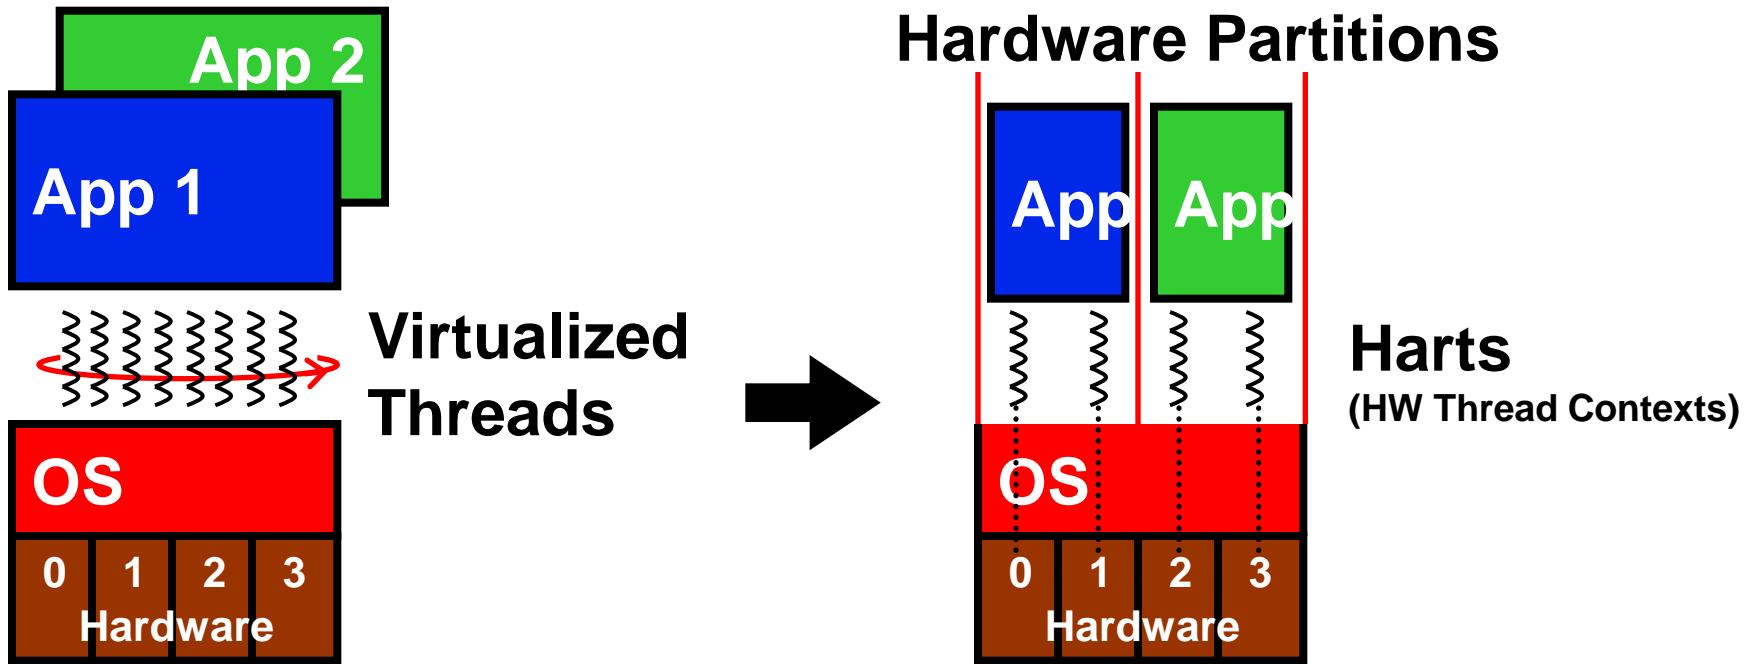 App 2
App 1
Virtualized
Threads
OS
0 1 2 3
Hardware
Hardware Partitions
App
App
Harts
(HW Thread Contexts)
OS
0 1 2 3
Hardware